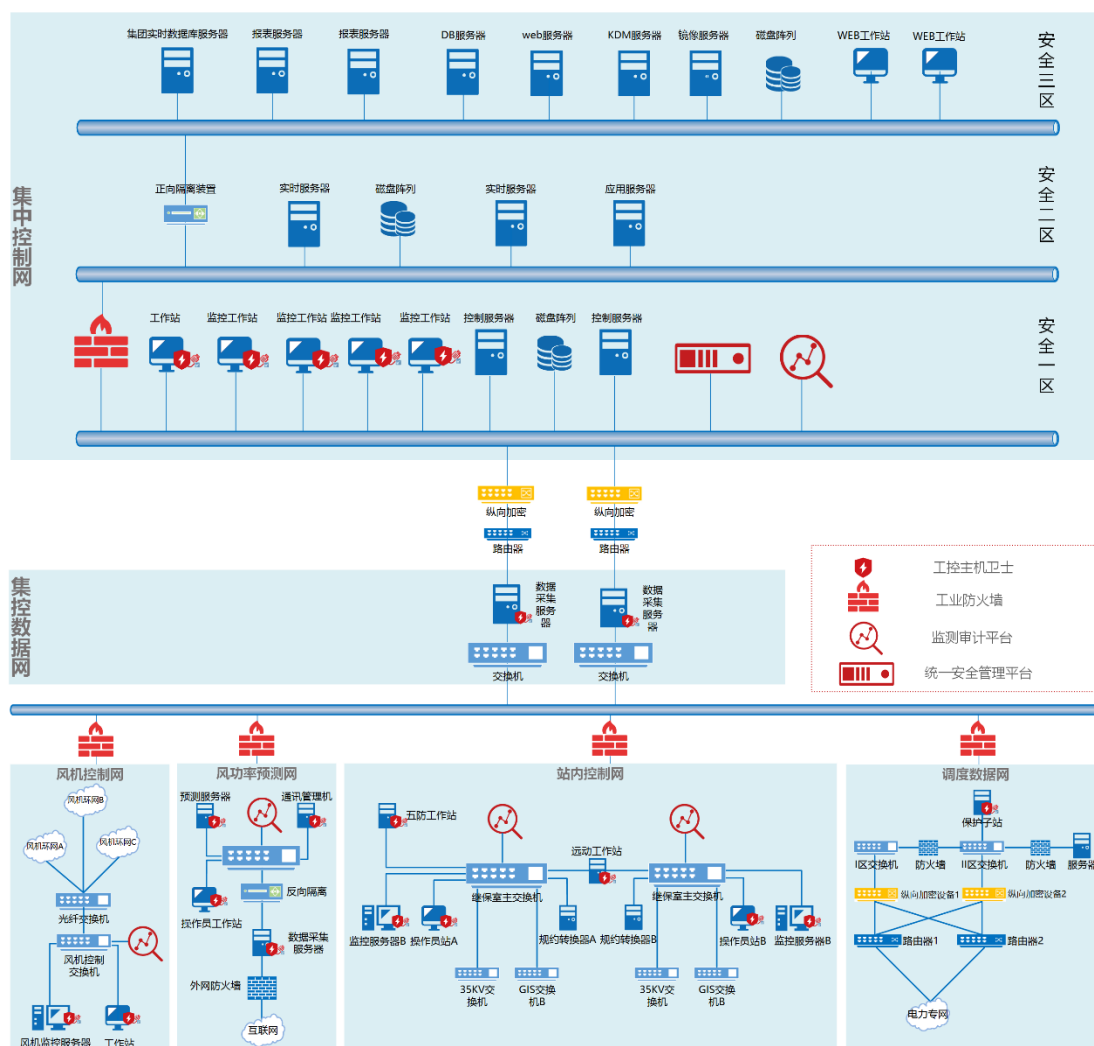 集团实时数据库服务器
报表服务器
报表服务器
DB服务器
web服务器
KDM服务器
镜像服务器
磁盘阵列
WEB工作站
WEB工作站
安全三区
集中控制网
正向隔离装置
实时服务器
磁盘阵列
实时服务器
应用服务器
安全二区
工作站
监控工作站
监控工作站
监控工作站
监控工作站
控制服务器
磁盘阵列
控制服务器
安全一区
纵向加密
纵向加密
路由器
路由器
集控数据网
数据
采集
服务
器
数据
采集
服务
器
交换机
交换机
工控主机卫士
工业防火墙
监测审计平台
统一安全管理平台
风机控制网
风机环网B
风机环网A
风机环网C
光纤交换机
风机控制
交换机
风机监控服务器
工作站
风功率预测网
预测服务器
通讯管理机
反向隔离
操作员工作站
数据采集
服务器
外网防火墙
互联网
站内控制网
五防工作站
远动工作站
继保室主交换机
继保室主交换机
监控服务器B
操作员站A
规约转换器A
规约转换器B
操作员站B
监控服务器B
35KV交
换机
GIS交换
机B
35KV交
换机
GIS交换
机B
调度数据网
保护子站
I区交换机
防火墙
II区交换机
防火墙
服务器
纵向加密设备1
纵向加密设备2
路由器1
路由器2
电力专网